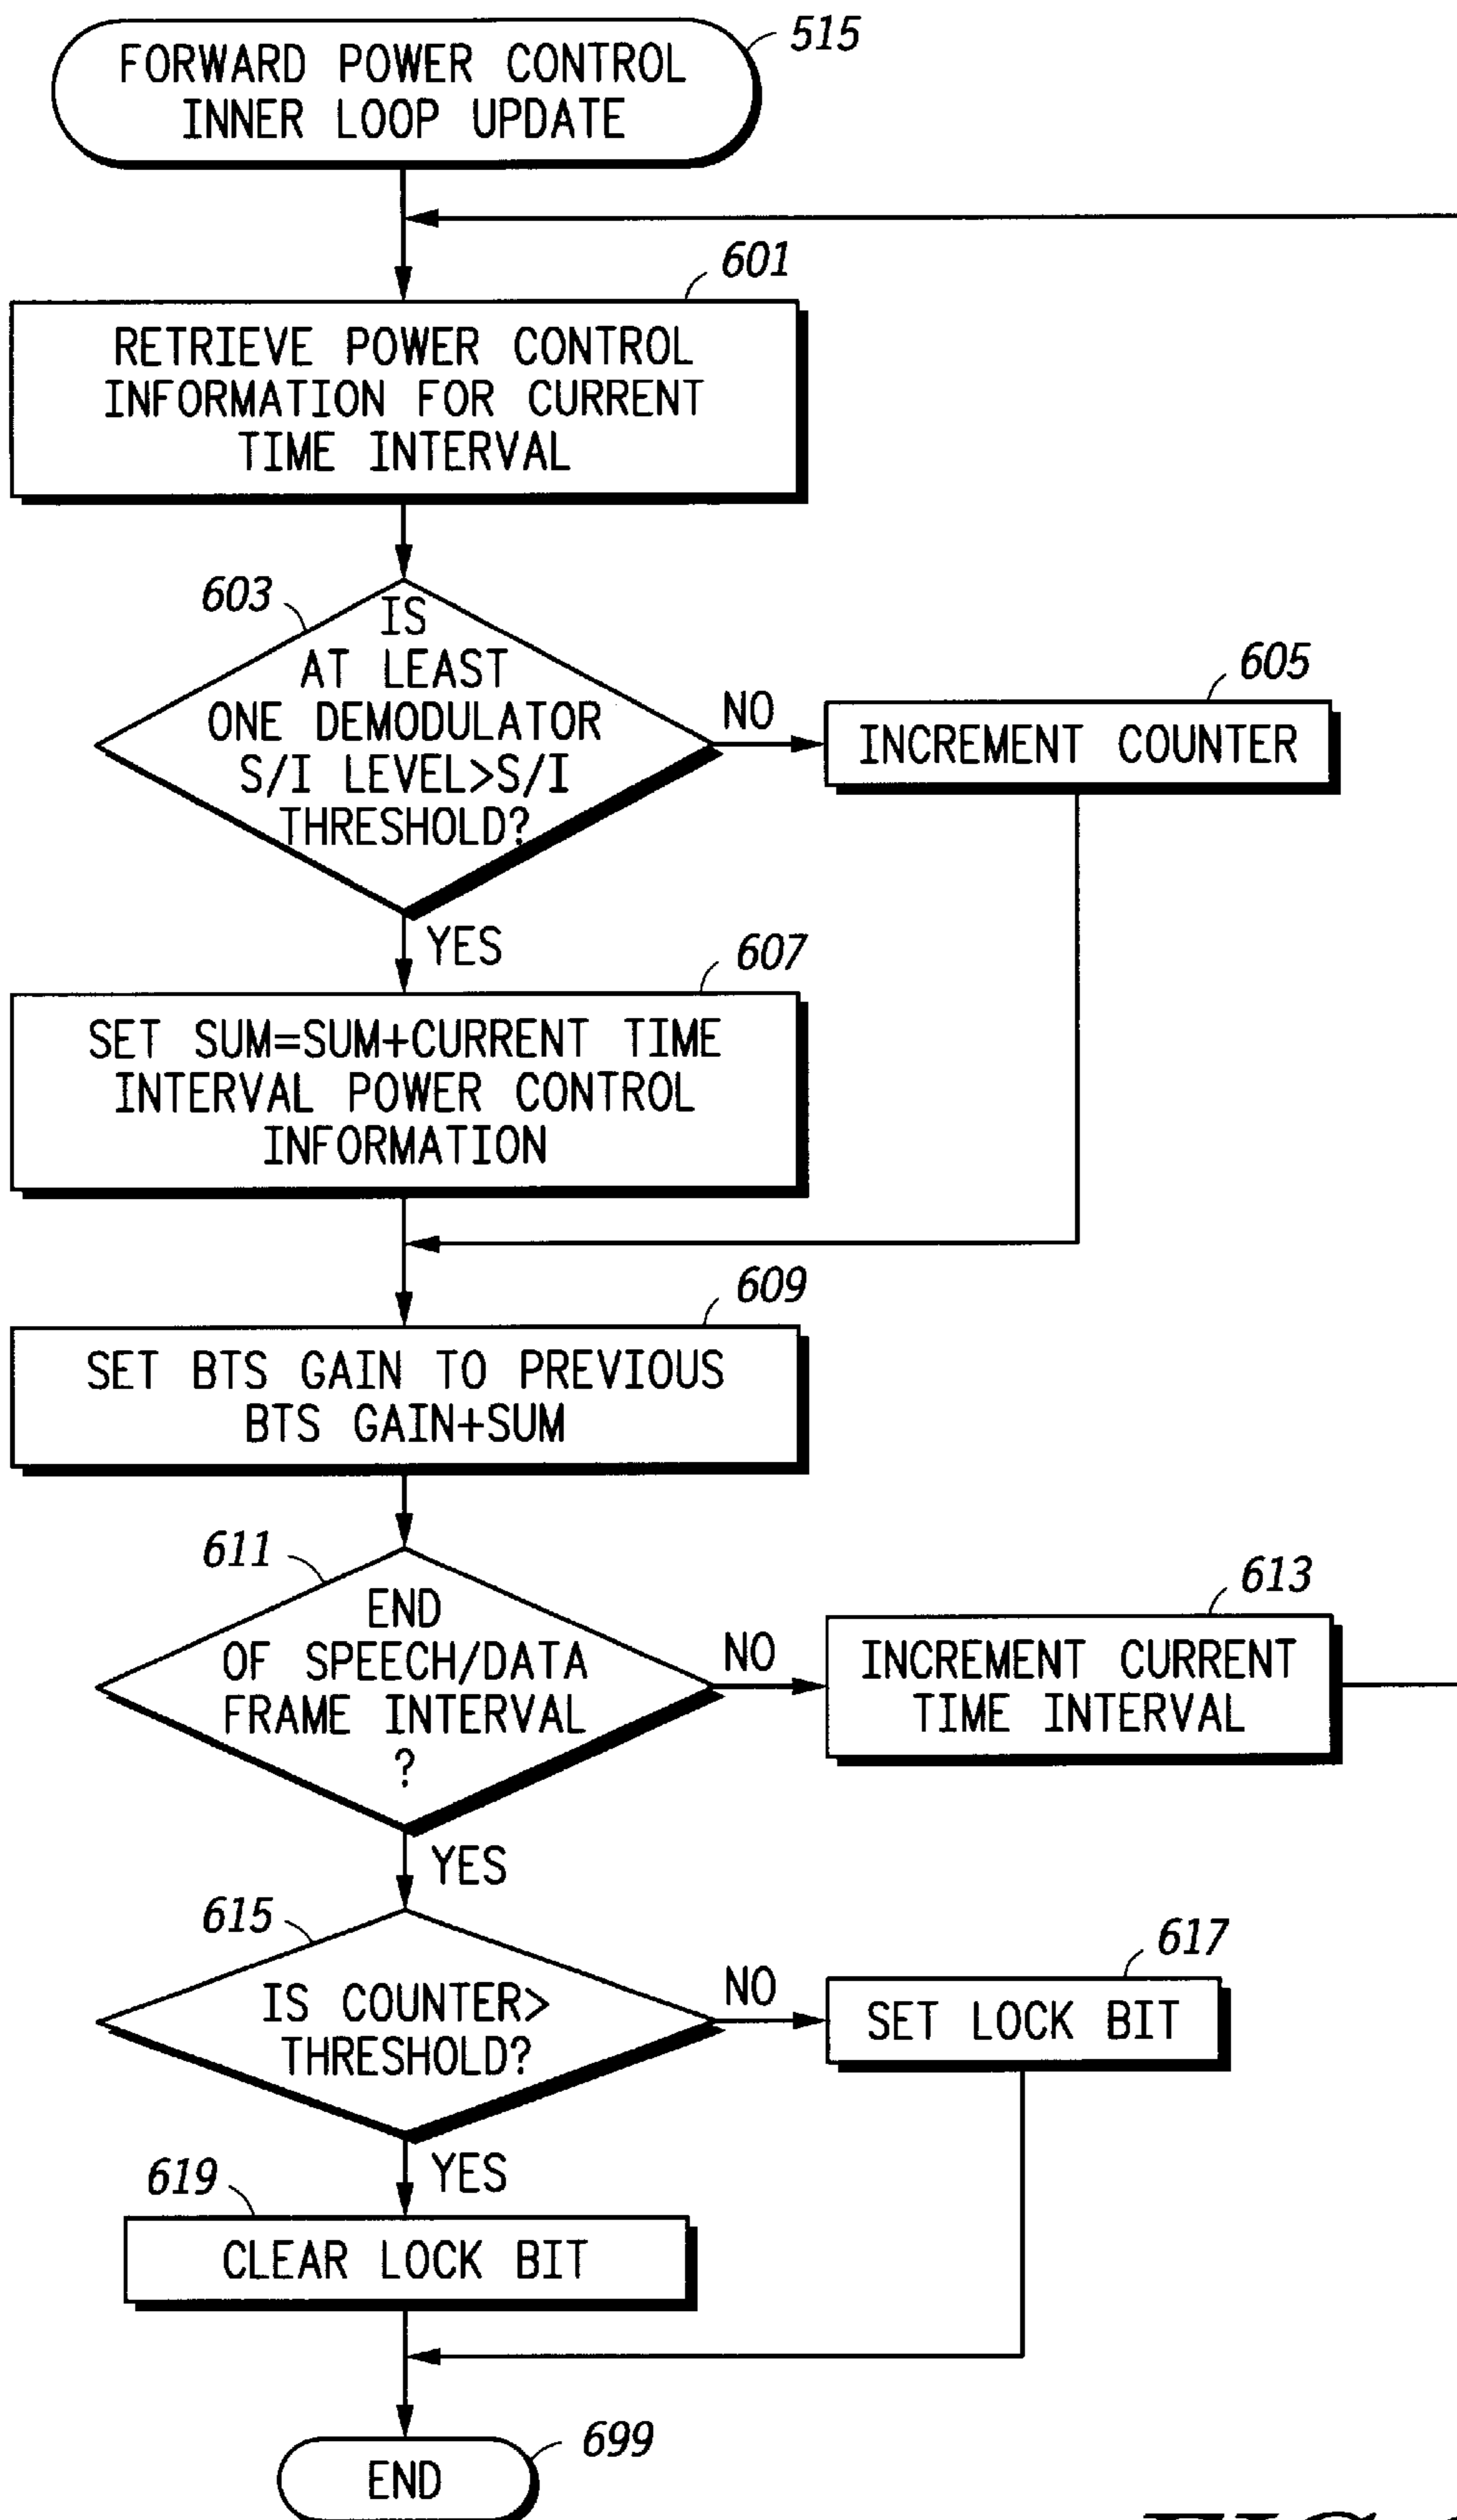 FORWARD POWER CONTROL
INNER LOOP UPDATE
515
601
RETRIEVE POWER CONTROL
INFORMATION FOR CURRENT
TIME INTERVAL
603
IS
AT LEAST
ONE DEMODULATOR
S/I LEVEL>S/I
THRESHOLD?
NO
605
INCREMENT COUNTER
YES
607
SET SUM=SUM+CURRENT TIME
INTERVAL POWER CONTROL
INFORMATION
609
SET BTS GAIN TO PREVIOUS
BTS GAIN+SUM
611
END
OF SPEECH/DATA
FRAME INTERVAL
?
NO
613
INCREMENT CURRENT
TIME INTERVAL
YES
615
IS COUNTER>
THRESHOLD?
NO
617
SET LOCK BIT
YES
619
CLEAR LOCK BIT
END
699